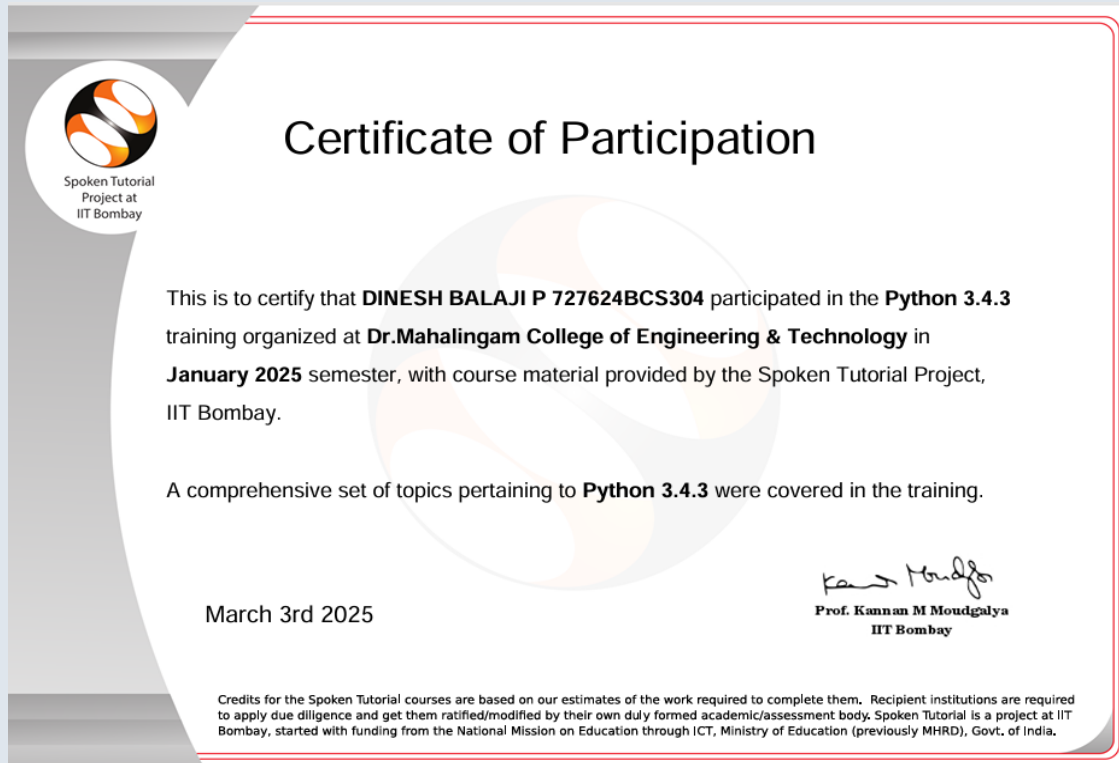 Spoken Tutorial
Project at
IIT Bombay
Certificate of Participation
This is to certify that DINESH BALAJI P 727624BCS304 participated in the Python 3.4.3
training organized at Dr.Mahalingam College of Engineering & Technology in
January 2025 semester, with course material provided by the Spoken Tutorial Project,
IIT Bombay.
A comprehensive set of topics pertaining to Python 3.4.3 were covered in the training.
March 3rd 2025
Prof. Kannan M Moudgalya
IIT Bombay
Credits for the Spoken Tutorial courses are based on our estimates of the work required to complete them. Recipient institutions are required
to apply due diligence and get them ratified/modified by their own duly formed academic/assessment body. Spoken Tutorial is a project at IIT
Bombay, started with funding from the National Mission on Education through ICT, Ministry of Education (previously MHRD), Govt. of India.